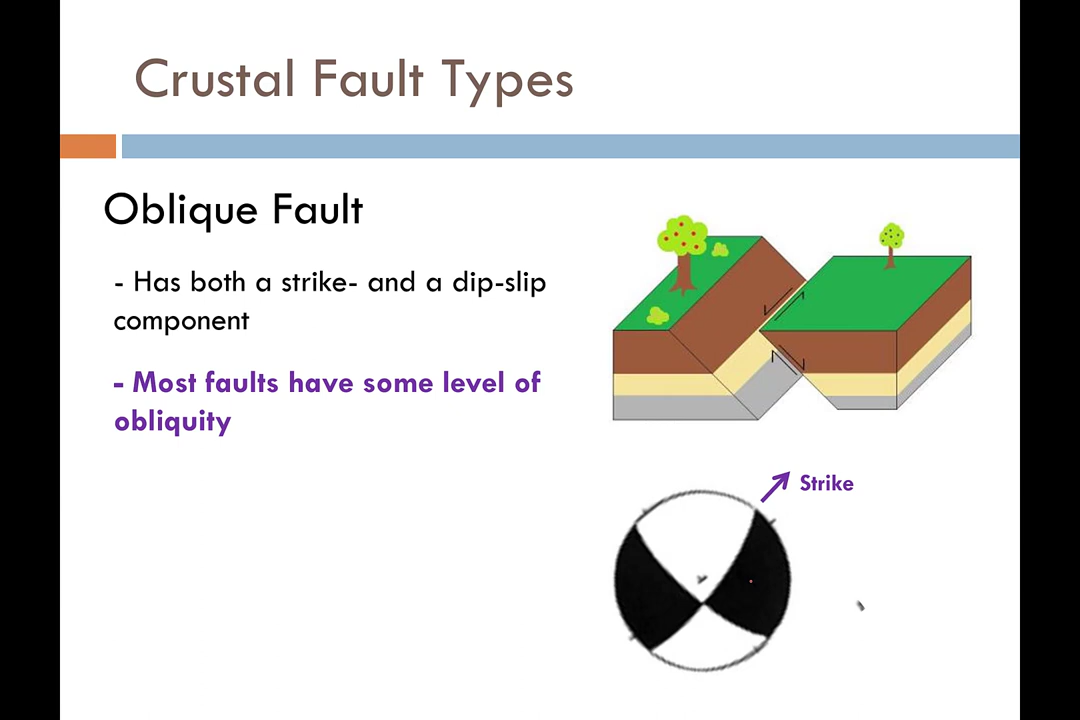 Crustal Fault Types
Oblique Fault
- Has both a strike- and a dip-slip
component
- Most faults have some level of
obliquity
Strike